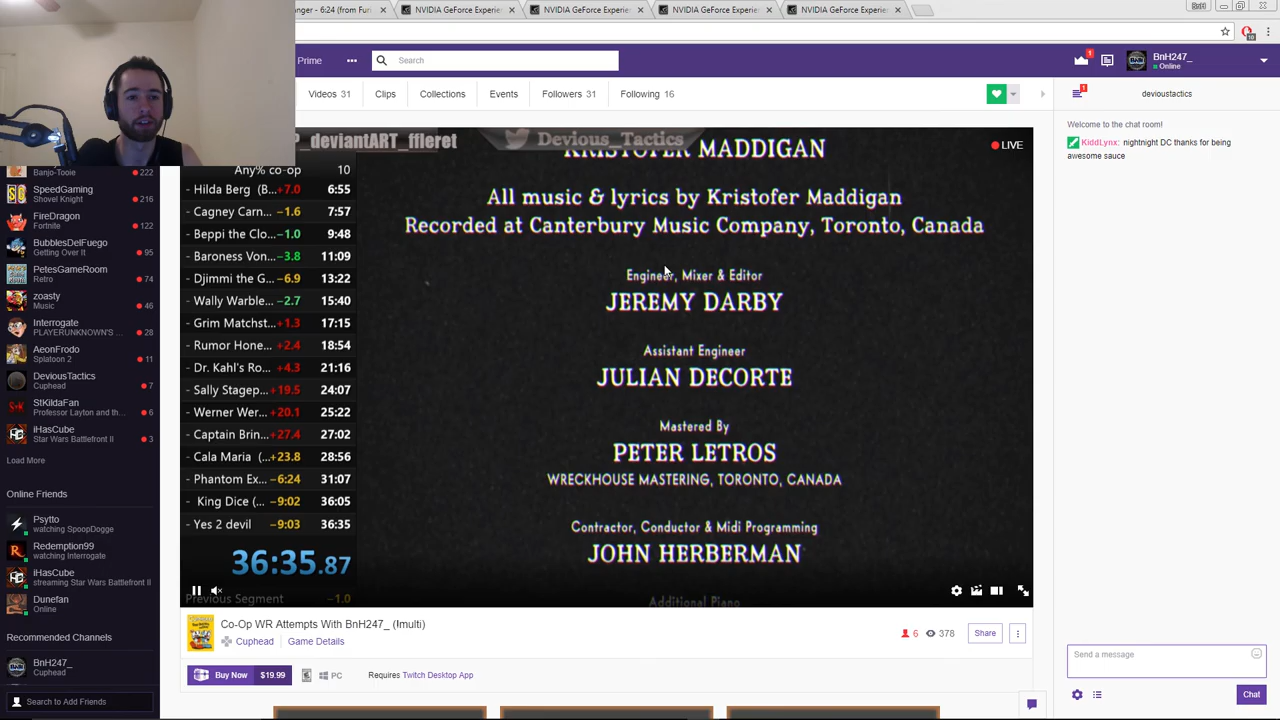 anger - 6:24 (from Furi
NVIDIA GeForce Experien
NVIDIA GeForce Experien
NVIDIA GeForce Experien
NVIDIA GeForce Experien
Prime
Search
BnH247_
Online
Videos 31
Clips
Collections
Events
Followers 31
Following 16
devioustactics
Welcome to the chat room!
KiddLynx: nightnight DC thanks for being
awesome sauce
Banjo-Tooie 222
SpeedGaming
Shovel Knight 216
FireDragon
Fortnite 122
BubblesDelFuego
Getting Over It 95
PetesGameRoom
Retro 74
zoasty
Music 46
Interrogate
PLAYERUNKNOWN'S ... 28
AeonFrodo
Splatoon 2 11
DeviousTactics
Cuphead 7
StKildaFan
Professor Layton and th... 6
iHasCube
Star Wars Battlefront II 3
Load More
Online Friends
Psytto
watching SpoopDogge
Redemption99
watching Interrogate
iHasCube
streaming Star Wars Battlefront II
Dunefan
Online
Recommended Channels
BnH247_
Cuphead
Search to Add Friends
_deviantART_ffleret
Devious_Tactics
LIVE
Any% co-op 10
- Hilda Berg (B... +7.0 6:55
- Cagney Carn... −1.6 7:57
- Beppi the Clo... −1.0 9:48
- Baroness Von... −3.8 11:09
- Djimmi the G... −6.9 13:22
- Wally Warble... −2.7 15:40
- Grim Matchst... +1.3 17:15
- Rumor Hone... +2.4 18:54
- Dr. Kahl's Ro... +4.3 21:16
- Sally Stagep... +19.5 24:07
- Werner Wer... +20.1 25:22
- Captain Brin... +27.4 27:02
- Cala Maria (... +23.8 28:56
- Phantom Ex... −6:24 31:07
- King Dice (... −9:02 36:05
- Yes 2 devil −9:03 36:35
36:35.87
Previous Segment −1.0
KRISTOFER MADDIGAN
All music & lyrics by Kristofer Maddigan
Recorded at Canterbury Music Company, Toronto, Canada
Engineer, Mixer & Editor
JEREMY DARBY
Assistant Engineer
JULIAN DECORTE
Mastered By
PETER LETROS
WRECKHOUSE MASTERING, TORONTO, CANADA
Contractor, Conductor & Midi Programming
JOHN HERBERMAN
Additional Piano
Co-Op WR Attempts With BnH247_ (!multi)
Cuphead
Game Details
6 378
Share
Buy Now $19.99
PC
Requires Twitch Desktop App
Send a message
Chat